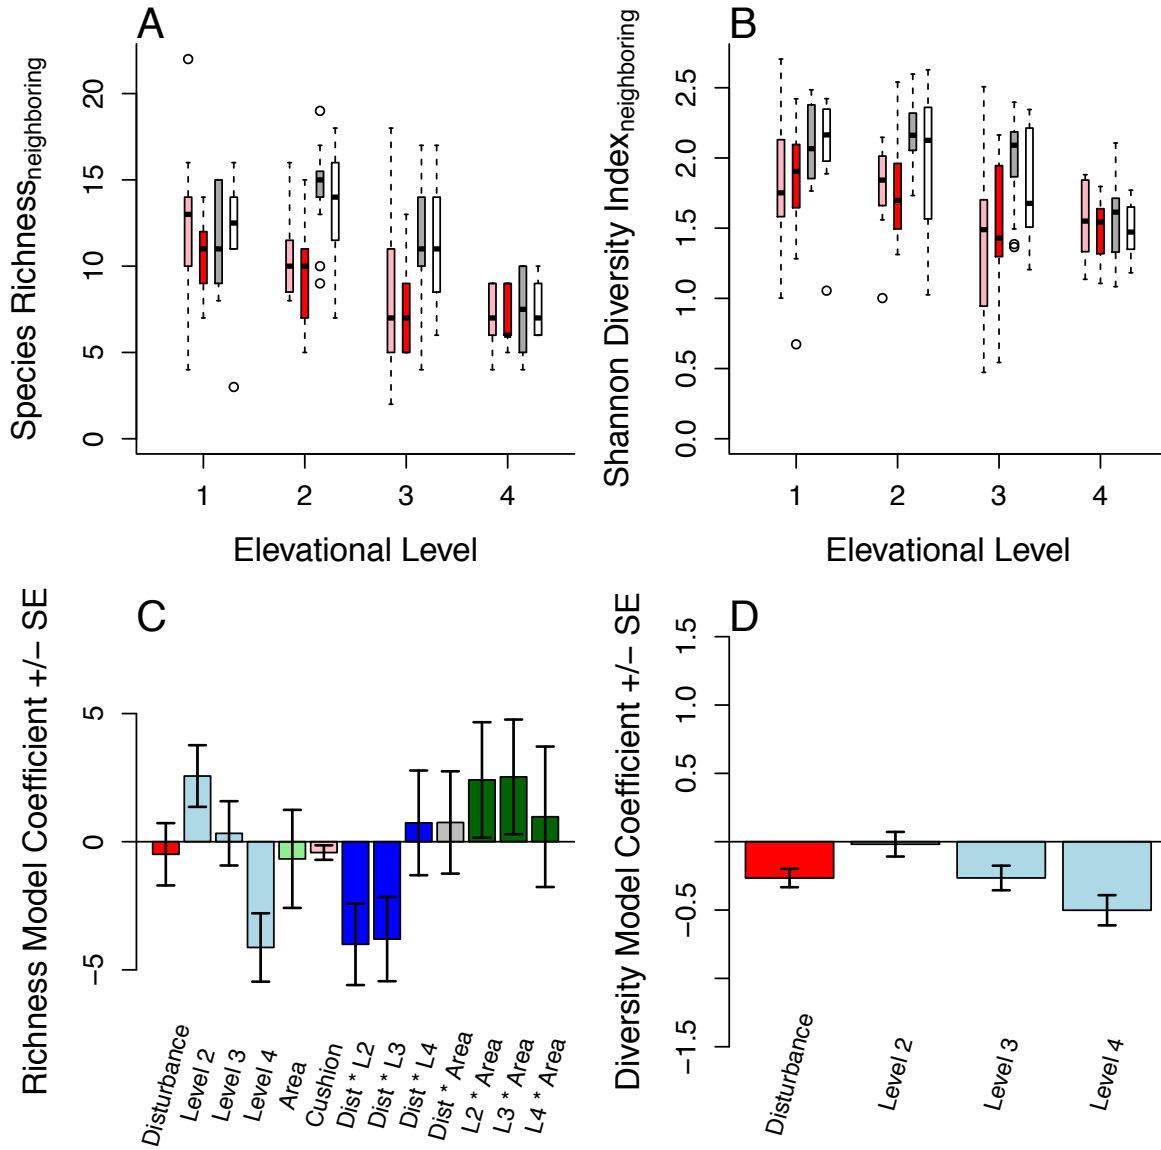 A
Species Richness neighboring
20
15
10
5
0
1 2 3 4
Elevational Level
B
Shannon Diversity Index neighboring
2.5
2.0
1.5
1.0
0.5
0.0
1 2 3 4
Elevational Level
C
Richness Model Coefficient +/− SE
5
0
−5
Disturbance
Level 2
Level 3
Level 4
Area
Cushion
Dist * L2
Dist * L3
Dist * L4
Dist * Area
L2 * Area
L3 * Area
L4 * Area
D
Diversity Model Coefficient +/− SE
1.5
1.0
0.5
−0.5
−1.5
Disturbance
Level 2
Level 3
Level 4